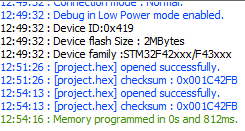 12:49:32 : Connection mode : Normal.
12:49:32 : Debug in Low Power mode enabled.
12:49:32 : Device ID:0x419
12:49:32 : Device flash Size : 2MBytes
12:49:32 : Device family :STM32F42xxx/F43xxx
12:51:26 : [project.hex] opened successfully.
12:51:26 : [project.hex] checksum : 0x001C42FB
12:54:13 : [project.hex] opened successfully.
12:54:13 : [project.hex] checksum : 0x001C42FB
12:54:16 : Memory programmed in 0s and 812ms.